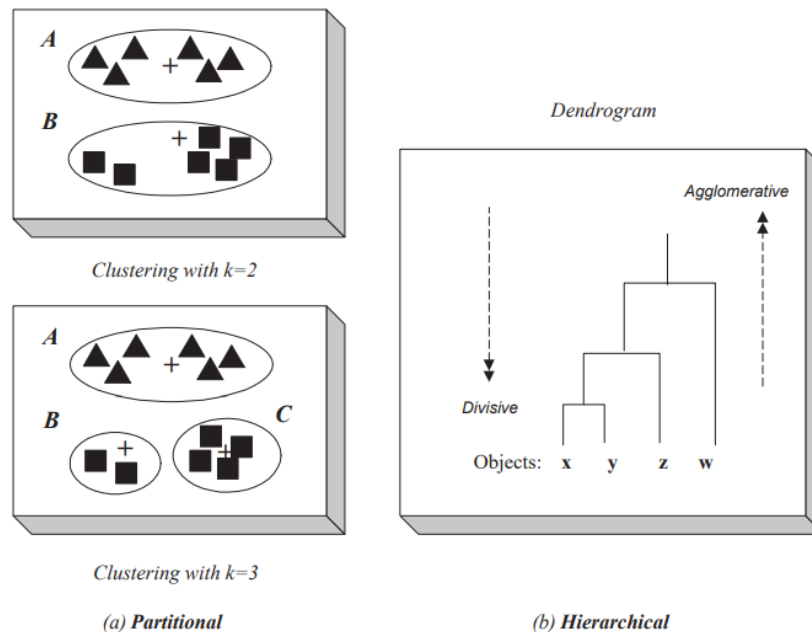 A
B
Clustering with k=2
A
B
C
Clustering with k=3
(a) Partitional
Dendrogram
Agglomerative
Divisive
Objects: x y z w
(b) Hierarchical